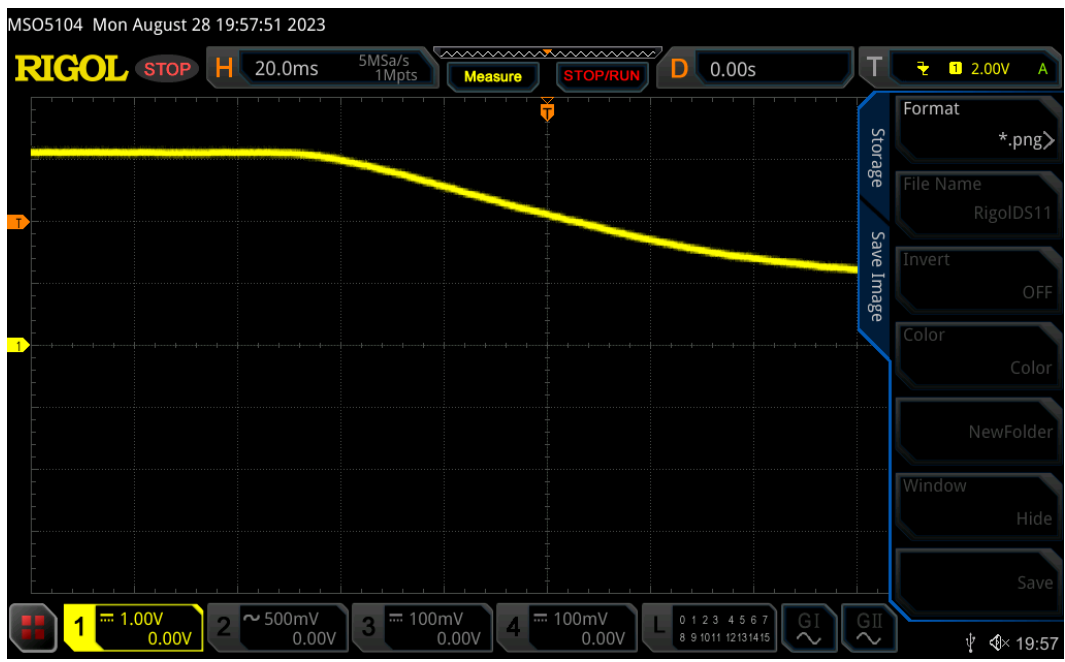 MSO5104 Mon August 28 19:57:51 2023
RIGOL STOP H 20.0ms 5MSa/s 1Mpts Measure STOP/RUN D 0.00s T 1 2.00V A
T
Format
*.png
Storage
File Name
RigolDS11
T
Save Image
Invert
OFF
1
Color
Color
NewFolder
Window
Hide
Save
1 1.00V 0.00V
2 500mV 0.00V
3 100mV 0.00V
4 100mV 0.00V
L 0 1 2 3 4 5 6 7
8 9 10 11 12 13 14 15
GI
GII
19:57